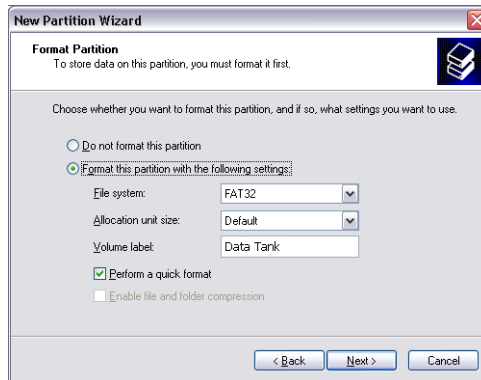 New Partition Wizard
Format Partition
To store data on this partition, you must format it first.
Choose whether you want to format this partition, and if so, what settings you want to use.
Do not format this partition
Format this partition with the following settings:
File system: FAT32
Allocation unit size: Default
Volume label: Data Tank
Perform a quick format
Enable file and folder compression
< Back Next > Cancel